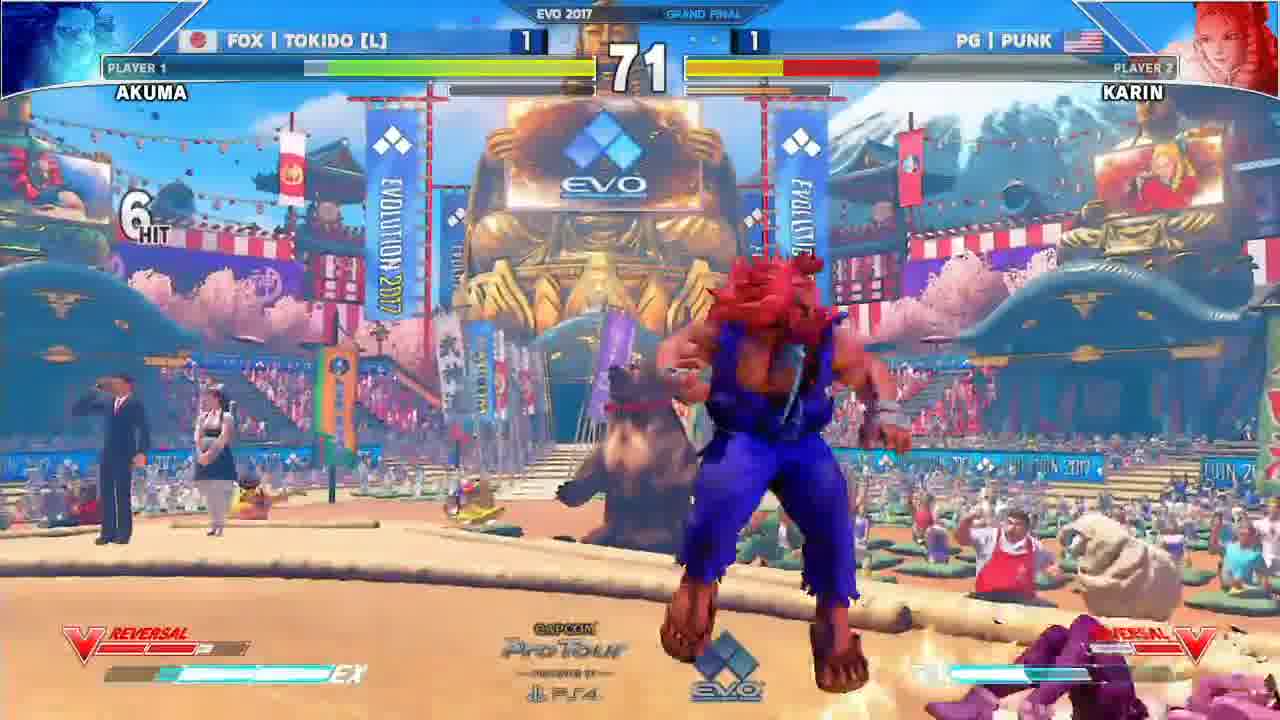 EVO 2017 GRAND FINAL
FOX | TOKIDO [L] 1 71 1 PG | PUNK
PLAYER 1 PLAYER 2
AKUMA KARIN
EVO
EVOLUTION 2017
6 HIT
神
REVERSAL
EX
CAPCOM
Pro Tour
PS4
EVO